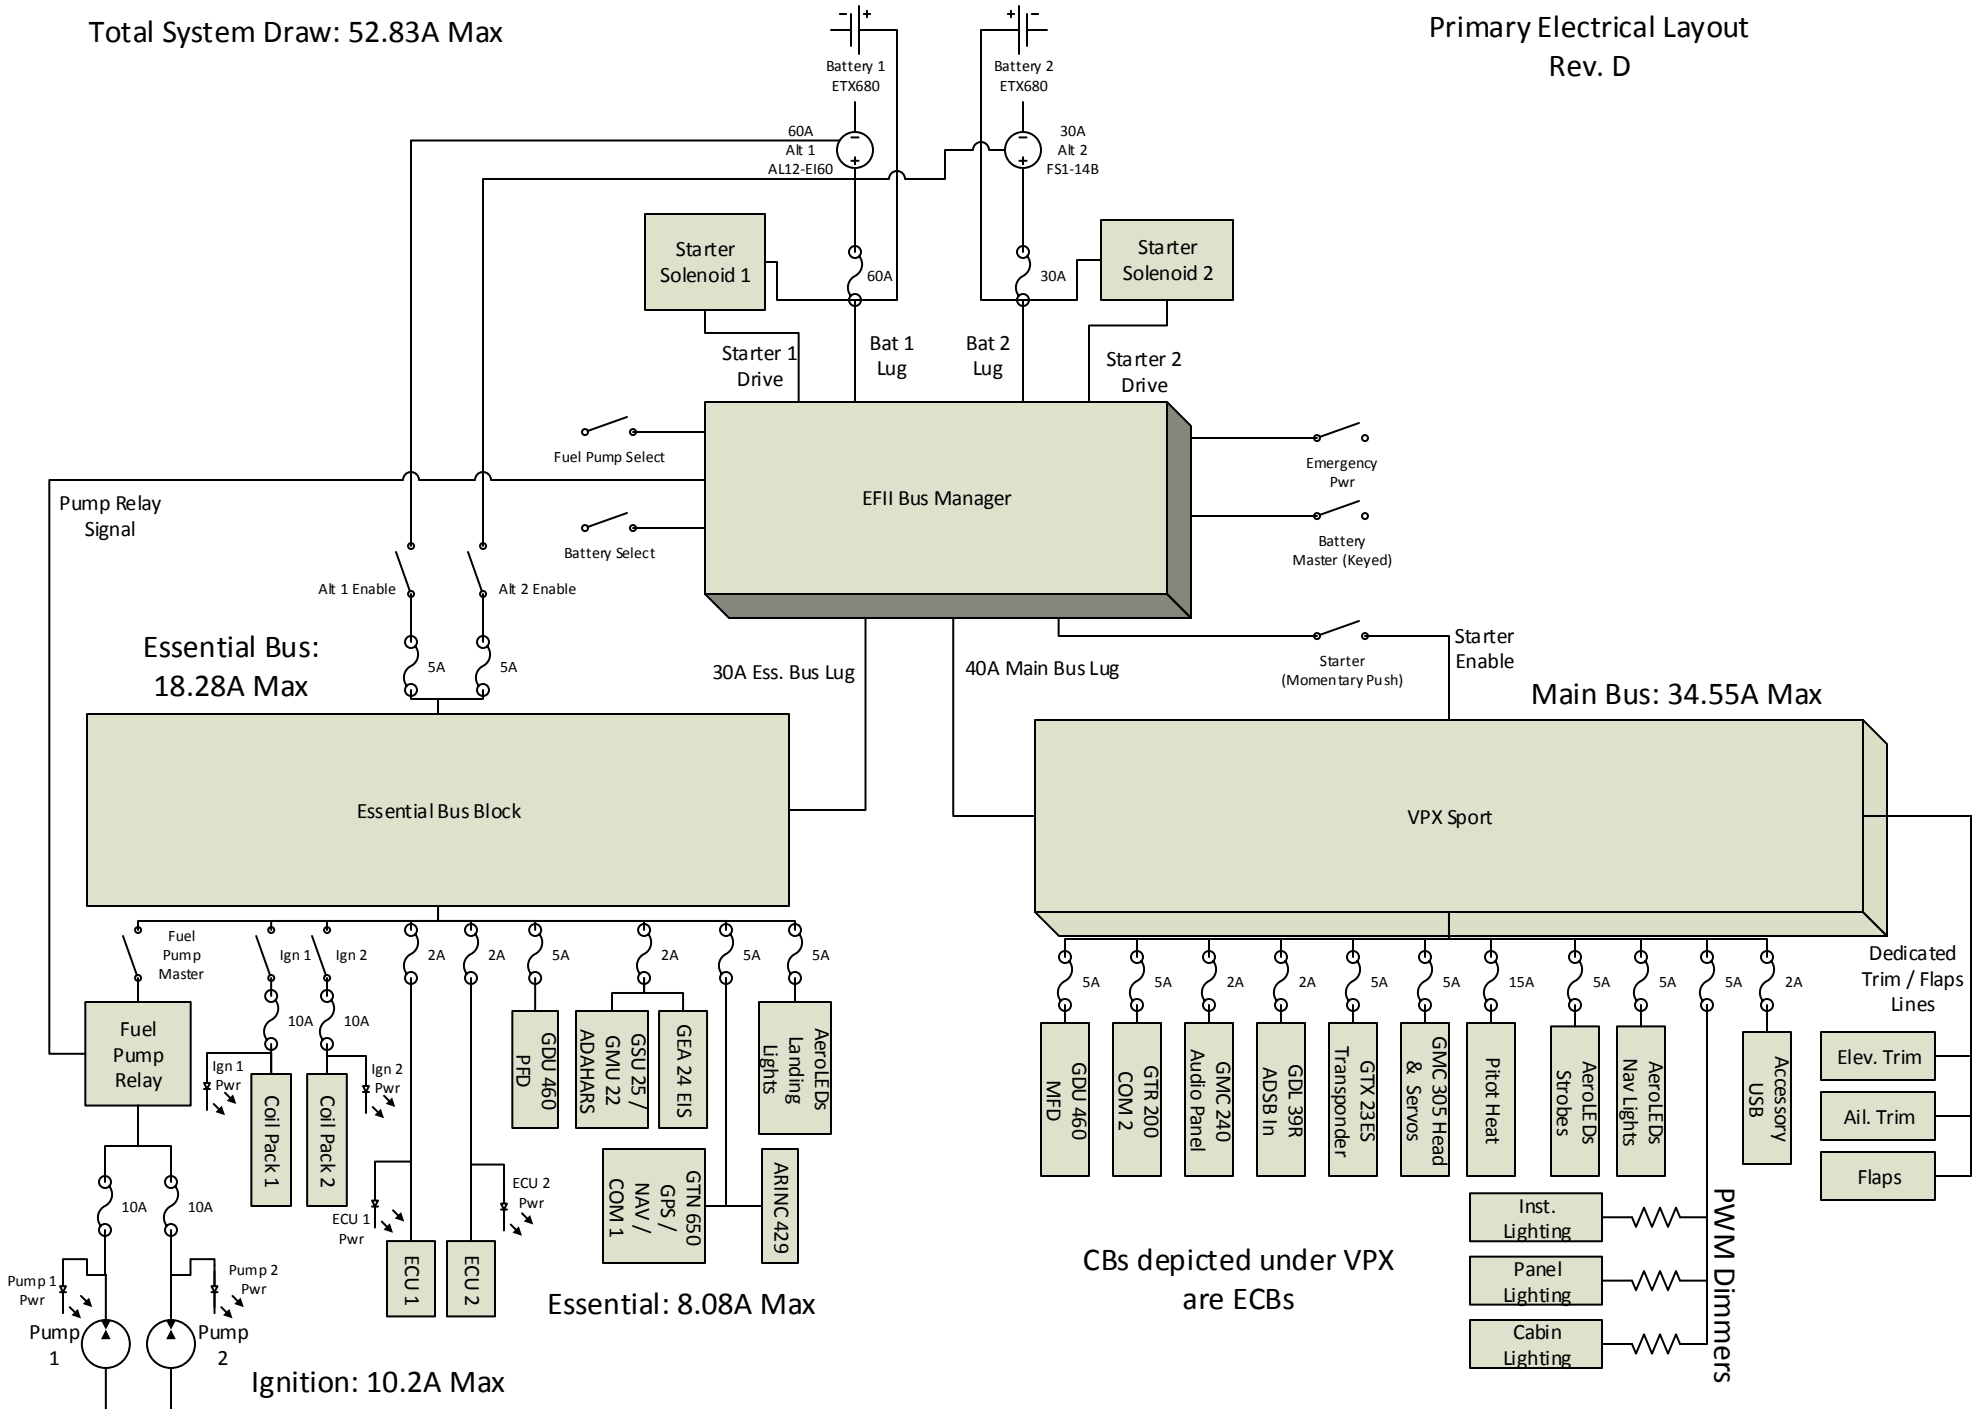 Total System Draw: 52.83A Max
Primary Electrical Layout
Rev. D
Battery 1
ETX680
Battery 2
ETX680
60A
Alt 1
AL12-EI60
30A
Alt 2
FS1-14B
Starter
Solenoid 1
60A
30A
Starter
Solenoid 2
Starter 1
Drive
Bat 1
Lug
Bat 2
Lug
Starter 2
Drive
Fuel Pump Select
Emergency
Pwr
EFII Bus Manager
Pump Relay
Signal
Battery Select
Battery
Master (Keyed)
Alt 1 Enable
Alt 2 Enable
Essential Bus:
18.28A Max
5A
5A
30A Ess. Bus Lug
40A Main Bus Lug
Starter
(Momentary Push)
Starter
Enable
Main Bus: 34.55A Max
Essential Bus Block
VPX Sport
Fuel
Pump
Master
Ign 1
Ign 2
2A
2A
5A
2A
5A
5A
10A
10A
Fuel
Pump
Relay
Ign 1
Pwr
Coil Pack 1
Coil Pack 2
Ign 2
Pwr
GDU 460
PFD
GSU 25 /
GMU 22
ADAHARS
GEA 24 EIS
AeroLEDs
Landing
Lights
10A
10A
ECU 1
Pwr
ECU 2
Pwr
GTN 650
GPS /
NAV /
COM 1
ARINC 429
ECU 1
ECU 2
Pump 1
Pwr
Pump 2
Pwr
Pump
1
Pump
2
Essential: 8.08A Max
Ignition: 10.2A Max
5A
5A
2A
2A
5A
5A
15A
5A
5A
5A
2A
GDU 460
MFD
GTR 200
COM 2
GMC 240
Audio Panel
GDL 39R
ADSB In
GTX 23ES
Transponder
GMC 305 Head
& Servos
Pitot Heat
AeroLEDs
Strobes
AeroLEDs
Nav Lights
Accessory
USB
Dedicated
Trim / Flaps
Lines
Elev. Trim
Ail. Trim
Flaps
Inst.
Lighting
Panel
Lighting
Cabin
Lighting
PWM Dimmers
CBs depicted under VPX
are ECBs